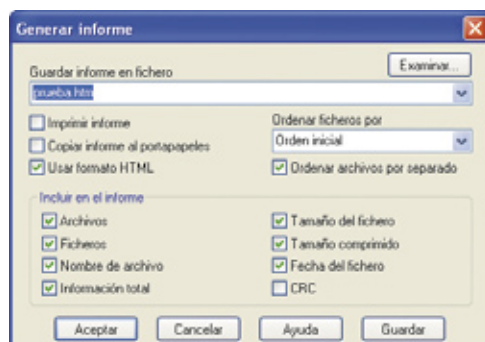 Generar informe
Guardar informe en fichero
Examinar...
prueba.htm
Imprimir informe
Copiar informe al portapapeles
Usar formato HTML
Ordenar ficheros por
Orden inicial
Ordenar archivos por separado
Incluir en el informe
Archivos
Ficheros
Nombre de archivo
Información total
Tamaño del fichero
Tamaño comprimido
Fecha del fichero
CRC
Aceptar
Cancelar
Ayuda
Guardar